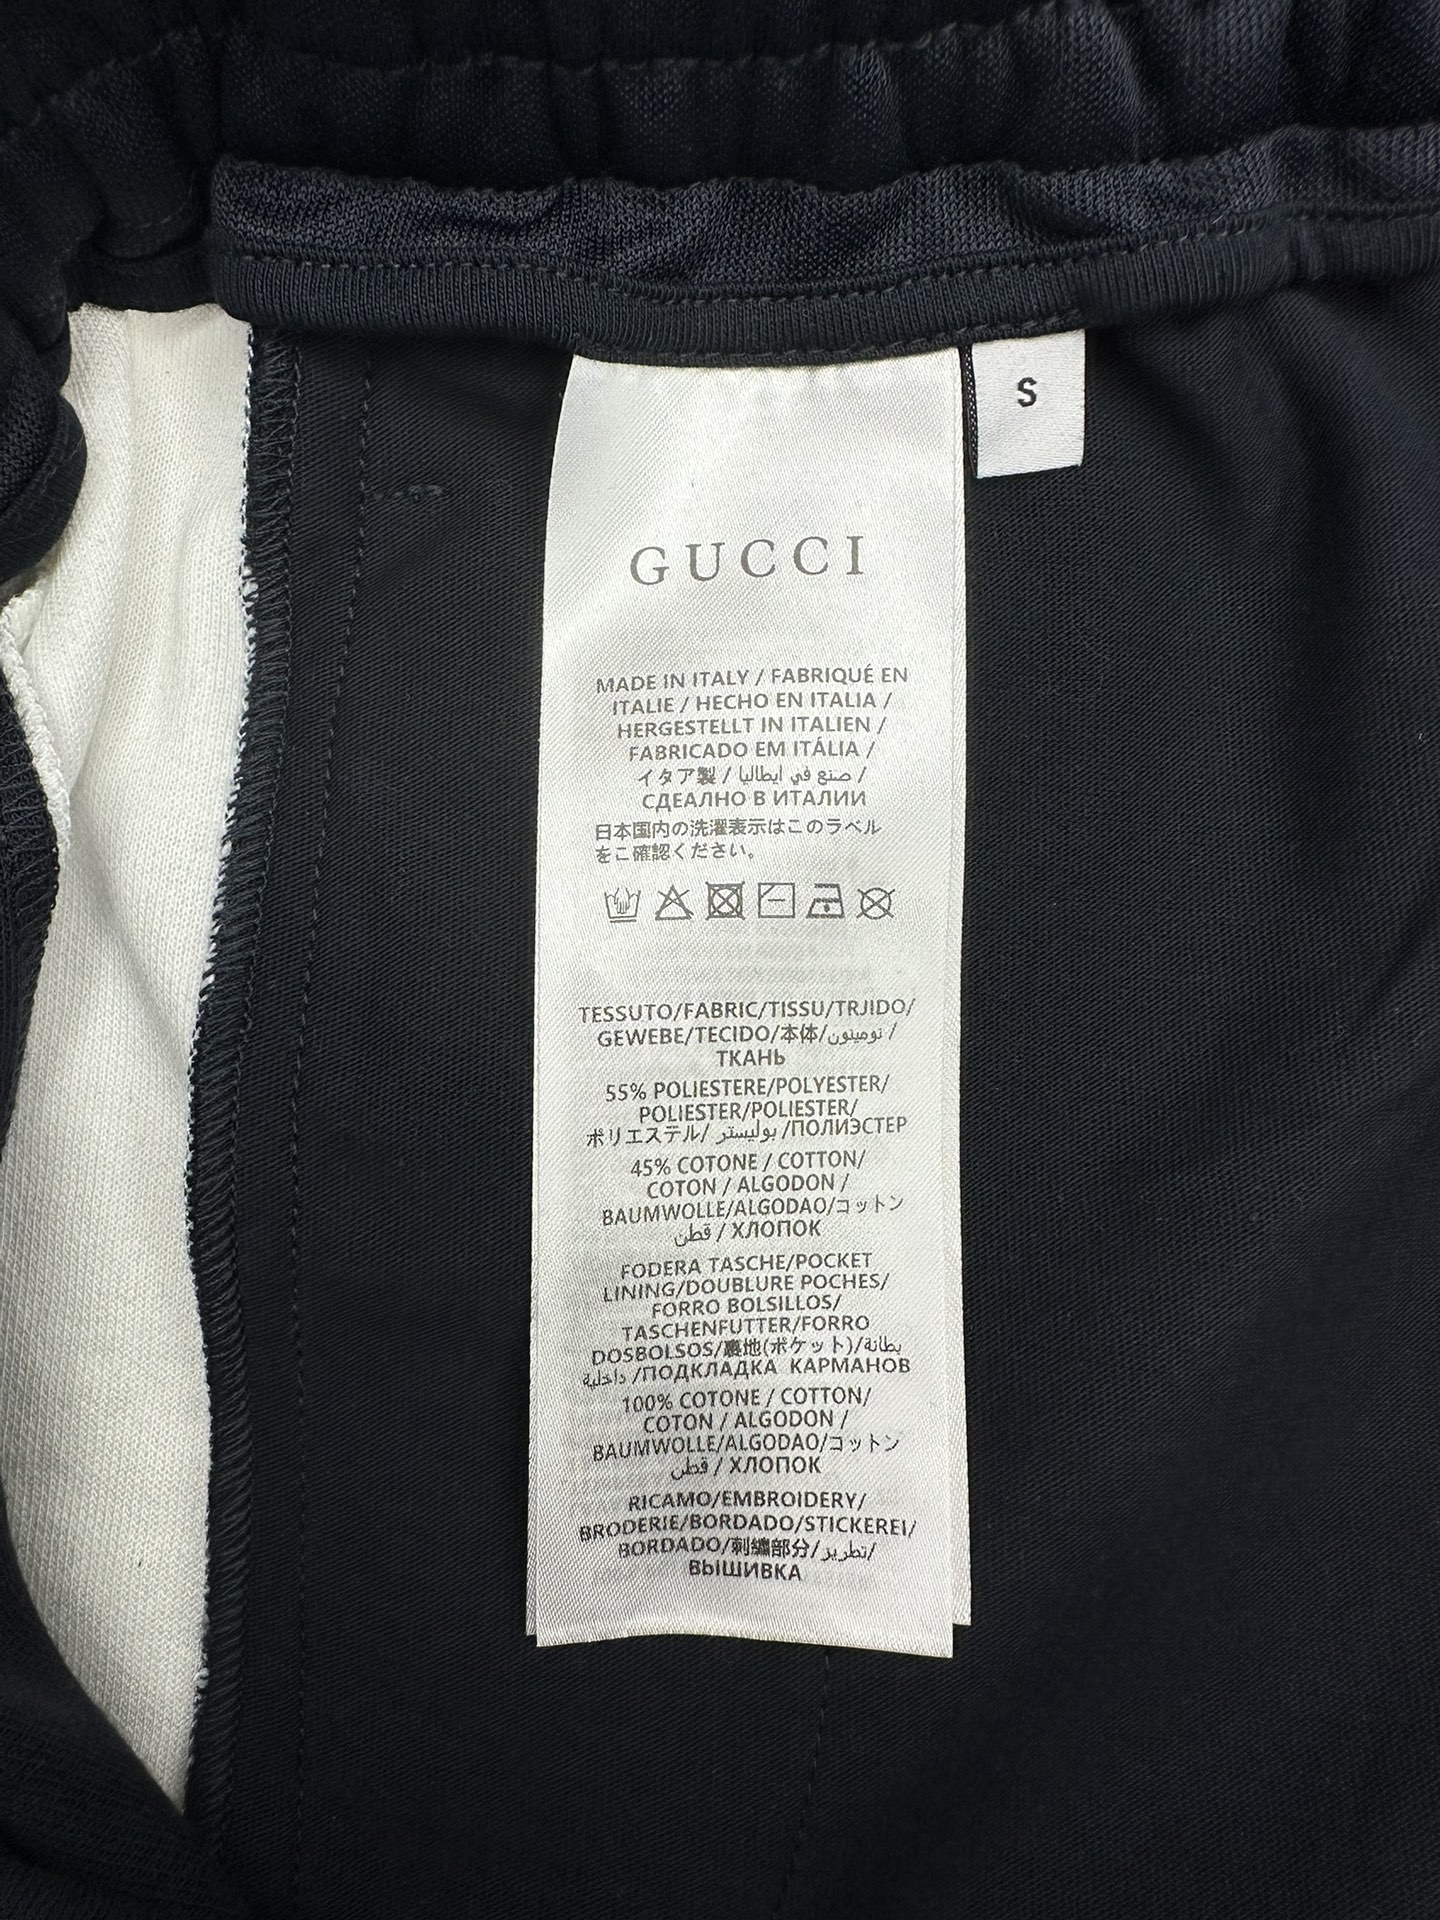 S
GUCCI
MADE IN ITALY / FABRIQUÉ EN
ITALIE / HECHO EN ITALIA /
HERGESTELLT IN ITALIEN /
FABRICADO EM ITÁLIA /
イタア製 / صنع في ايطاليا /
СДЕАЛНО В ИТАЛИИ
日本国内の洗濯表示はこのラベル
をこ確認ください。
TESSUTO/FABRIC/TISSU/TRJIDO/
GEWEBE/TECIDO/本体/نومينون /
ТКАНЬ
55% POLIESTERE/POLYESTER/
POLIESTER/POLIESTER/
ポリエステル/ بوليستر /ПОЛИЭСТЕР
45% COTONE / COTTON/
COTON / ALGODON /
BAUMWOLLE/ALGODAO/コットン
قطن / ХЛОПОК
FODERA TASCHE/POCKET
LINING/DOUBLURE POCHES/
FORRO BOLSILLOS/
TASCHENFUTTER/FORRO
DOSBOLSOS/裏地(ポケット)/بطانة
داخلية /ПОДКЛАДКА КАРМАНОВ
100% COTONE / COTTON/
COTON / ALGODON /
BAUMWOLLE/ALGODAO/コットン
قطن / ХЛОПОК
RICAMO/EMBROIDERY/
BRODERIE/BORDADO/STICKEREI/
BORDADO/刺繍部分/تطريز/
ВЫШИВКА